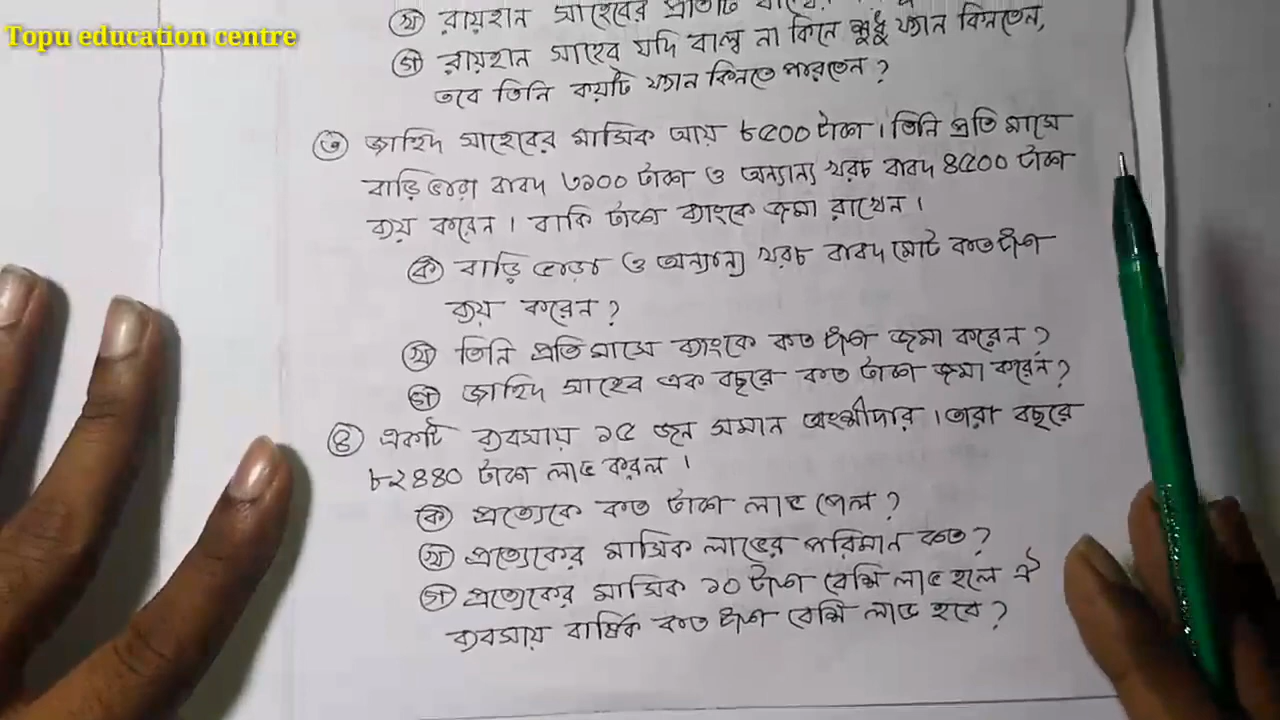 Topu education centre
(খ) রায়হান সাহেবের প্রতিটি
(গ) রায়হান সাহেব যদি বাল্ব না কিনে শুধু ফ্যান কিনতেন,
তবে তিনি কয়টি ফ্যান কিনতে পারতেন?
(৩) জাহিদ সাহেবের মাসিক আয় ৮৫০০ টাকা। তিনি প্রতি মাসে
বাড়িভাড়া বাবদ ৩১০০ টাকা ও অন্যান্য খরচ বাবদ ৪৫০০ টাকা
ব্যয় করেন। বাকি টাকা ব্যাংকে জমা রাখেন।
(ক) বাড়ি ভাড়া ও অন্যান্য খরচ বাবদ মোট কত টাকা
ব্যয় করেন?
(খ) তিনি প্রতি মাসে ব্যাংকে কত টাকা জমা করেন?
(গ) জাহিদ সাহেব এক বছরে কত টাকা জমা করেন?
(৪) একটি ব্যবসায় ১৫ জন সমান অংশীদার। তারা বছরে
৮২৪৪০ টাকা লাভ করল।
(ক) প্রত্যেকে কত টাকা লাভ পেল?
(খ) প্রত্যেকের মাসিক লাভের পরিমান কত?
(গ) প্রত্যেকের মাসিক ১০ টাকা বেশি লাভ হলে ঐ
ব্যবসায় বার্ষিক কত টাকা বেশি লাভ হবে?